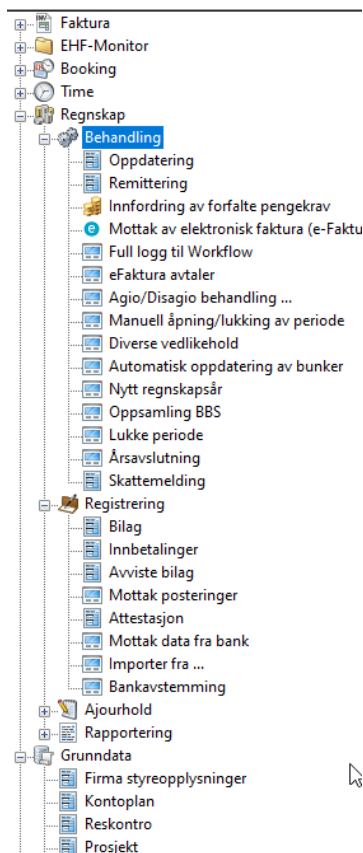 Faktura
EHF-Monitor
Booking
Time
Regnskap
Behandling
Oppdatering
Remittering
Innfordring av forfalte pengekrav
Mottak av elektronisk faktura (e-Faktu
Full logg til Workflow
eFaktura avtaler
Agio/Disagio behandling ...
Manuell åpning/lukking av periode
Diverse vedlikehold
Automatisk oppdatering av bunker
Nytt regnskapsår
Oppsamling BBS
Lukke periode
Årsavslutning
Skattemelding
Registrering
Bilag
Innbetalinger
Avviste bilag
Mottak posteringer
Attestasjon
Mottak data fra bank
Importer fra ...
Bankavstemming
Ajourhold
Rapportering
Grunndata
Firma styreopplysninger
Kontoplan
Reskontro
Prosjekt